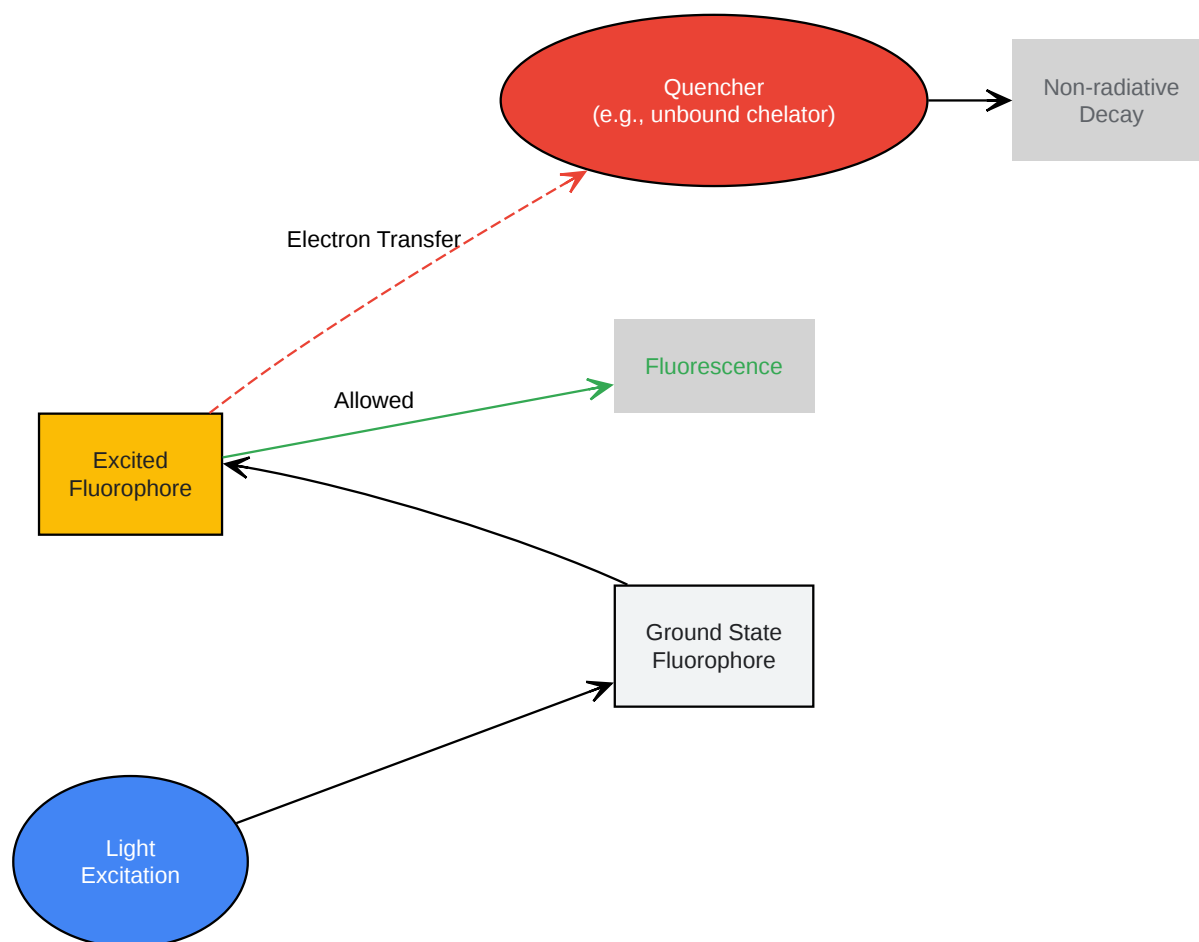 Quencher
(e.g., unbound chelator)
Non-radiative
Decay
Electron Transfer
Fluorescence
Allowed
Excited
Fluorophore
Ground State
Fluorophore
Light
Excitation